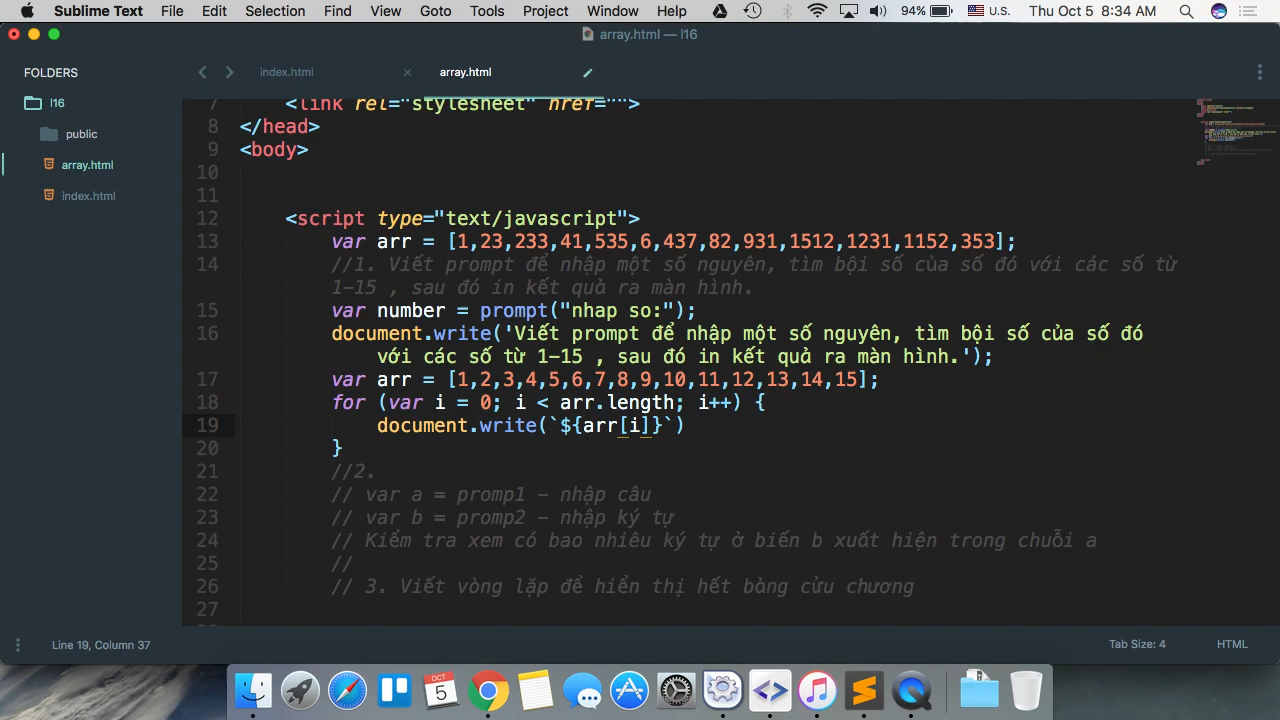 Sublime Text File Edit Selection Find View Goto Tools Project Window Help 94% U.S. Thu Oct 5 8:34 AM
array.html — l16
FOLDERS
l16
public
array.html
index.html
index.html × array.html
7 <link rel="stylesheet" href="">
8 </head>
9 <body>
10
11
12 <script type="text/javascript">
13 var arr = [1,23,233,41,535,6,437,82,931,1512,1231,1152,353];
14 //1. Viết prompt để nhập một số nguyên, tìm bội số của số đó với các số từ
1-15 , sau đó in kết quả ra màn hình.
15 var number = prompt("nhap so:");
16 document.write('Viết prompt để nhập một số nguyên, tìm bội số của số đó
với các số từ 1-15 , sau đó in kết quả ra màn hình.');
17 var arr = [1,2,3,4,5,6,7,8,9,10,11,12,13,14,15];
18 for (var i = 0; i < arr.length; i++) {
19 document.write(`${arr[i]}`)
20 }
21 //2.
22 // var a = promp1 - nhập câu
23 // var b = promp2 - nhập ký tự
24 // Kiểm tra xem có bao nhiêu ký tự ở biến b xuất hiện trong chuỗi a
25 //
26 // 3. Viết vòng lặp để hiển thị hết bảng cửu chương
27
Line 19, Column 37 Tab Size: 4 HTML
OCT
5